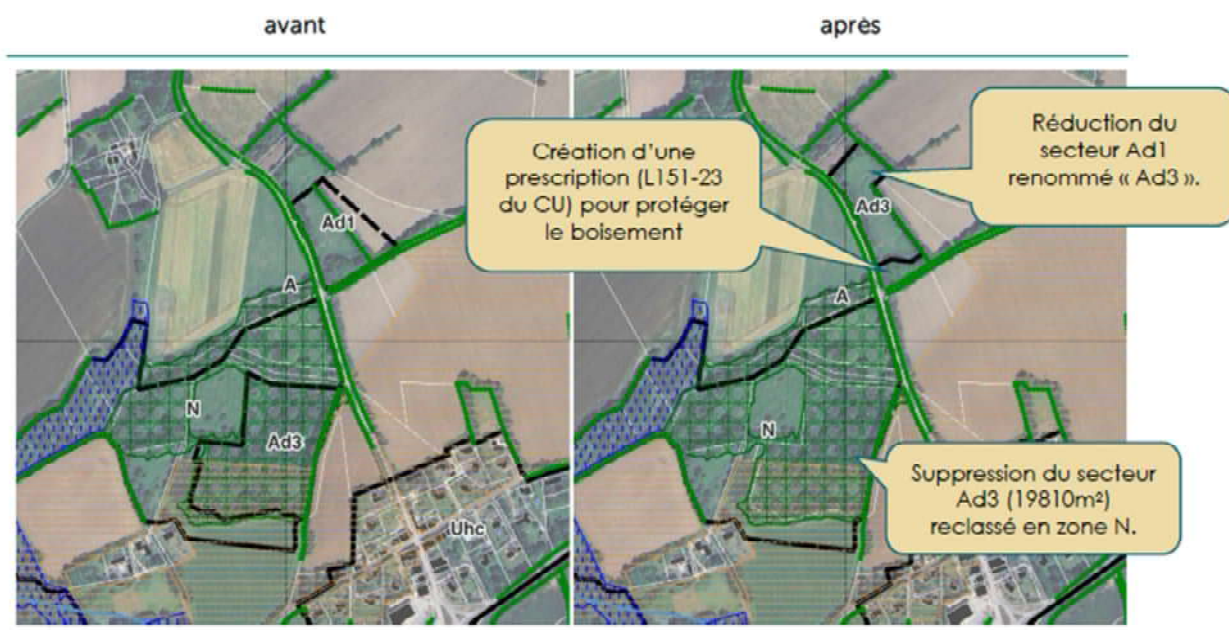 avant
après
Création d’une
prescription (L151-23
du CU) pour protéger
le boisement
Réduction du
secteur Ad1
renommé « Ad3 ».
Ad1
Ad3
A
A
N
Ad3
N
Uhc
Suppression du secteur
Ad3 (19810m²)
reclassé en zone N.